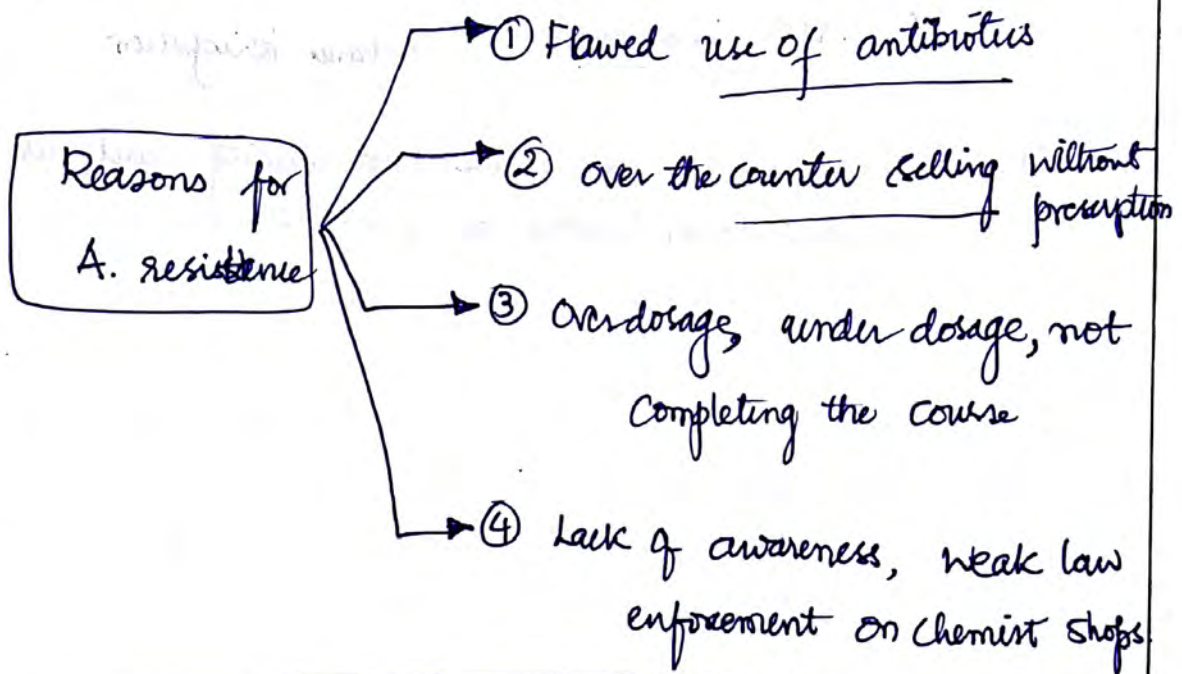 ① Flawed use of antibiotics
Reasons for
A. resistence
② over the counter selling without
prescription
③ Overdosage, under dosage, not
completing the course
④ Lack of awareness, weak law
enforcement on chemist shops.